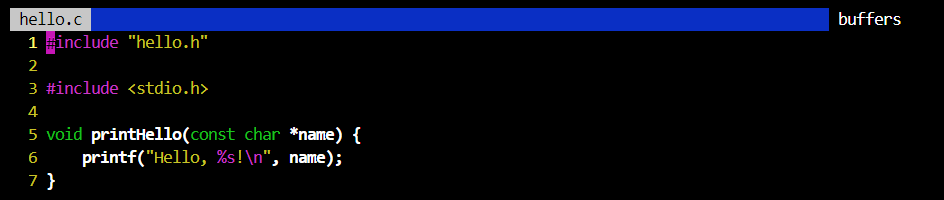 hello.c buffers
1 #include "hello.h"
2
3 #include <stdio.h>
4
5 void printHello(const char *name) {
6     printf("Hello, %s!\n", name);
7 }